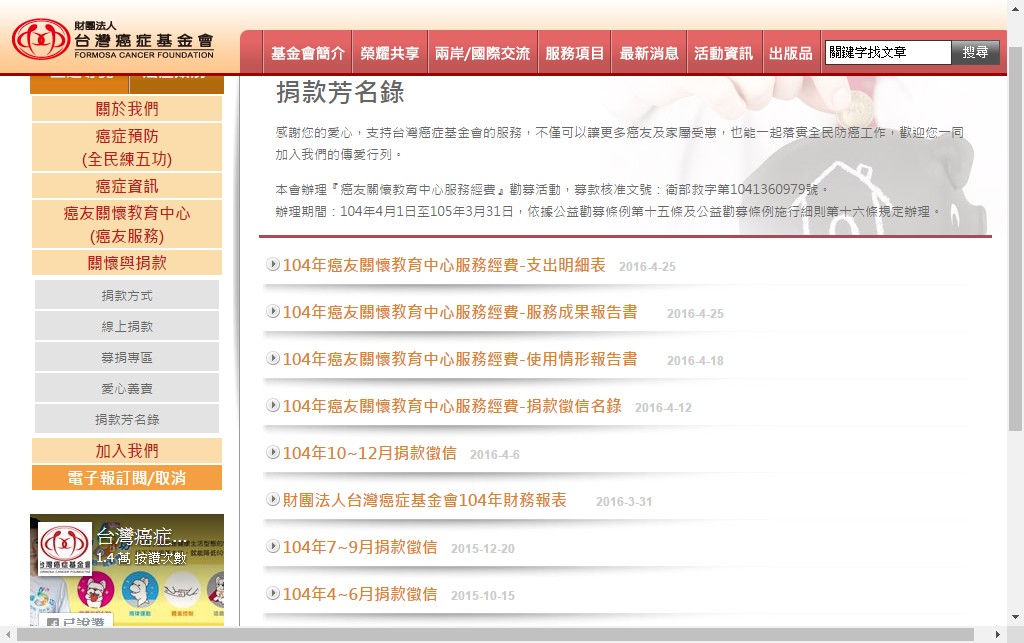 財團法人
台灣癌症基金會
FORMOSA CANCER FOUNDATION
基金會簡介 榮耀共享 兩岸/國際交流 服務項目 最新消息 活動資訊 出版品 關鍵字找文章 搜尋
關於我們
癌症預防
(全民練五功)
癌症資訊
癌友關懷教育中心
(癌友服務)
關懷與捐款
捐款方式
線上捐款
募捐專區
愛心義賣
捐款芳名錄
加入我們
電子報訂閱/取消
台灣癌症...
1.4 萬 按讚次數
已說讚
捐款芳名錄
感謝您的愛心，支持台灣癌症基金會的服務，不僅可以讓更多癌友及家屬受惠，也能一起落實全民防癌工作，歡迎您一同
加入我們的傳愛行列。
本會辦理『癌友關懷教育中心服務經費』勸募活動，募款核准文號：衛部救字第1041360979號。
辦理期間：104年4月1日至105年3月31日，依據公益勸募條例第十五條及公益勸募條例施行細則第十六條規定辦理。
104年癌友關懷教育中心服務經費-支出明細表 2016-4-25
104年癌友關懷教育中心服務經費-服務成果報告書 2016-4-25
104年癌友關懷教育中心服務經費-使用情形報告書 2016-4-18
104年癌友關懷教育中心服務經費-捐款徵信名錄 2016-4-12
104年10~12月捐款徵信 2016-4-6
財團法人台灣癌症基金會104年財務報表 2016-3-31
104年7~9月捐款徵信 2015-12-20
104年4~6月捐款徵信 2015-10-15